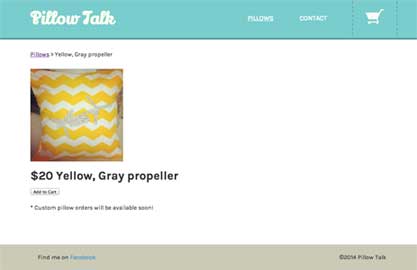 Pillow Talk
PILLOWS
CONTACT
Pillows > Yellow, Gray propeller
$20 Yellow, Gray propeller
Add to Cart
* Custom pillow orders will be available soon!
Find me on Facebook
©2014 Pillow Talk